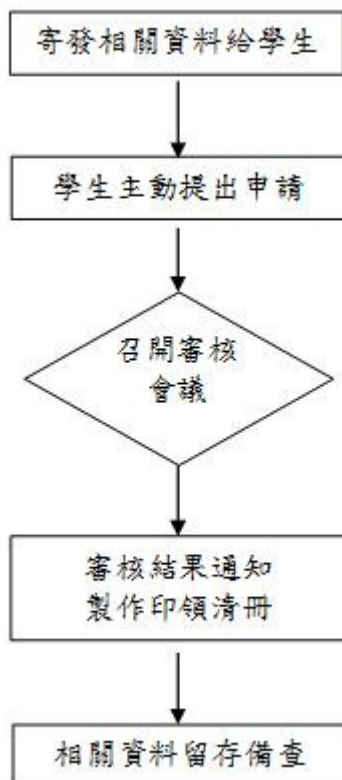 寄發相關資料給學生
學生主動提出申請
召開審核
會議
審核結果通知
製作印領清冊
相關資料留存備查